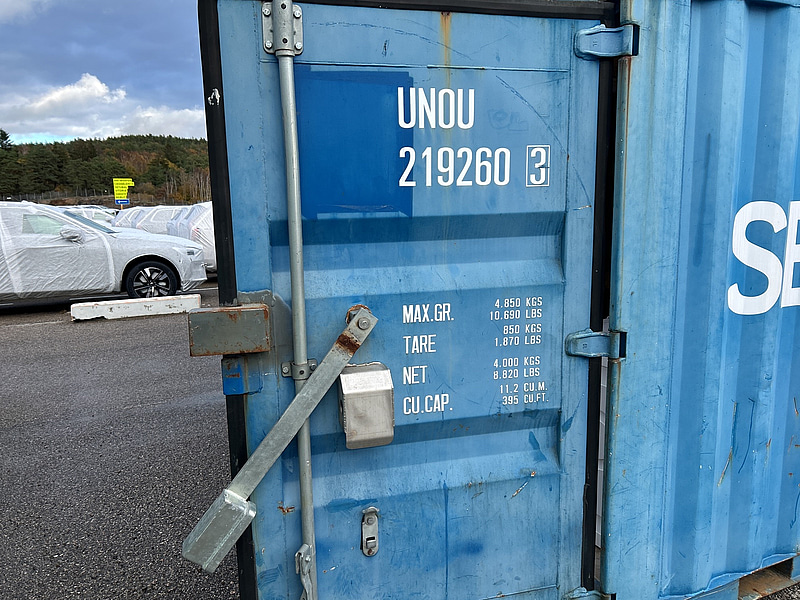 UNOU
219260 3
MAX.GR. 4.850 KGS
10.690 LBS
TARE 850 KGS
1.870 LBS
NET 4.000 KGS
8.820 LBS
CU.CAP. 11.2 CU.M.
395 CU.FT.
SE